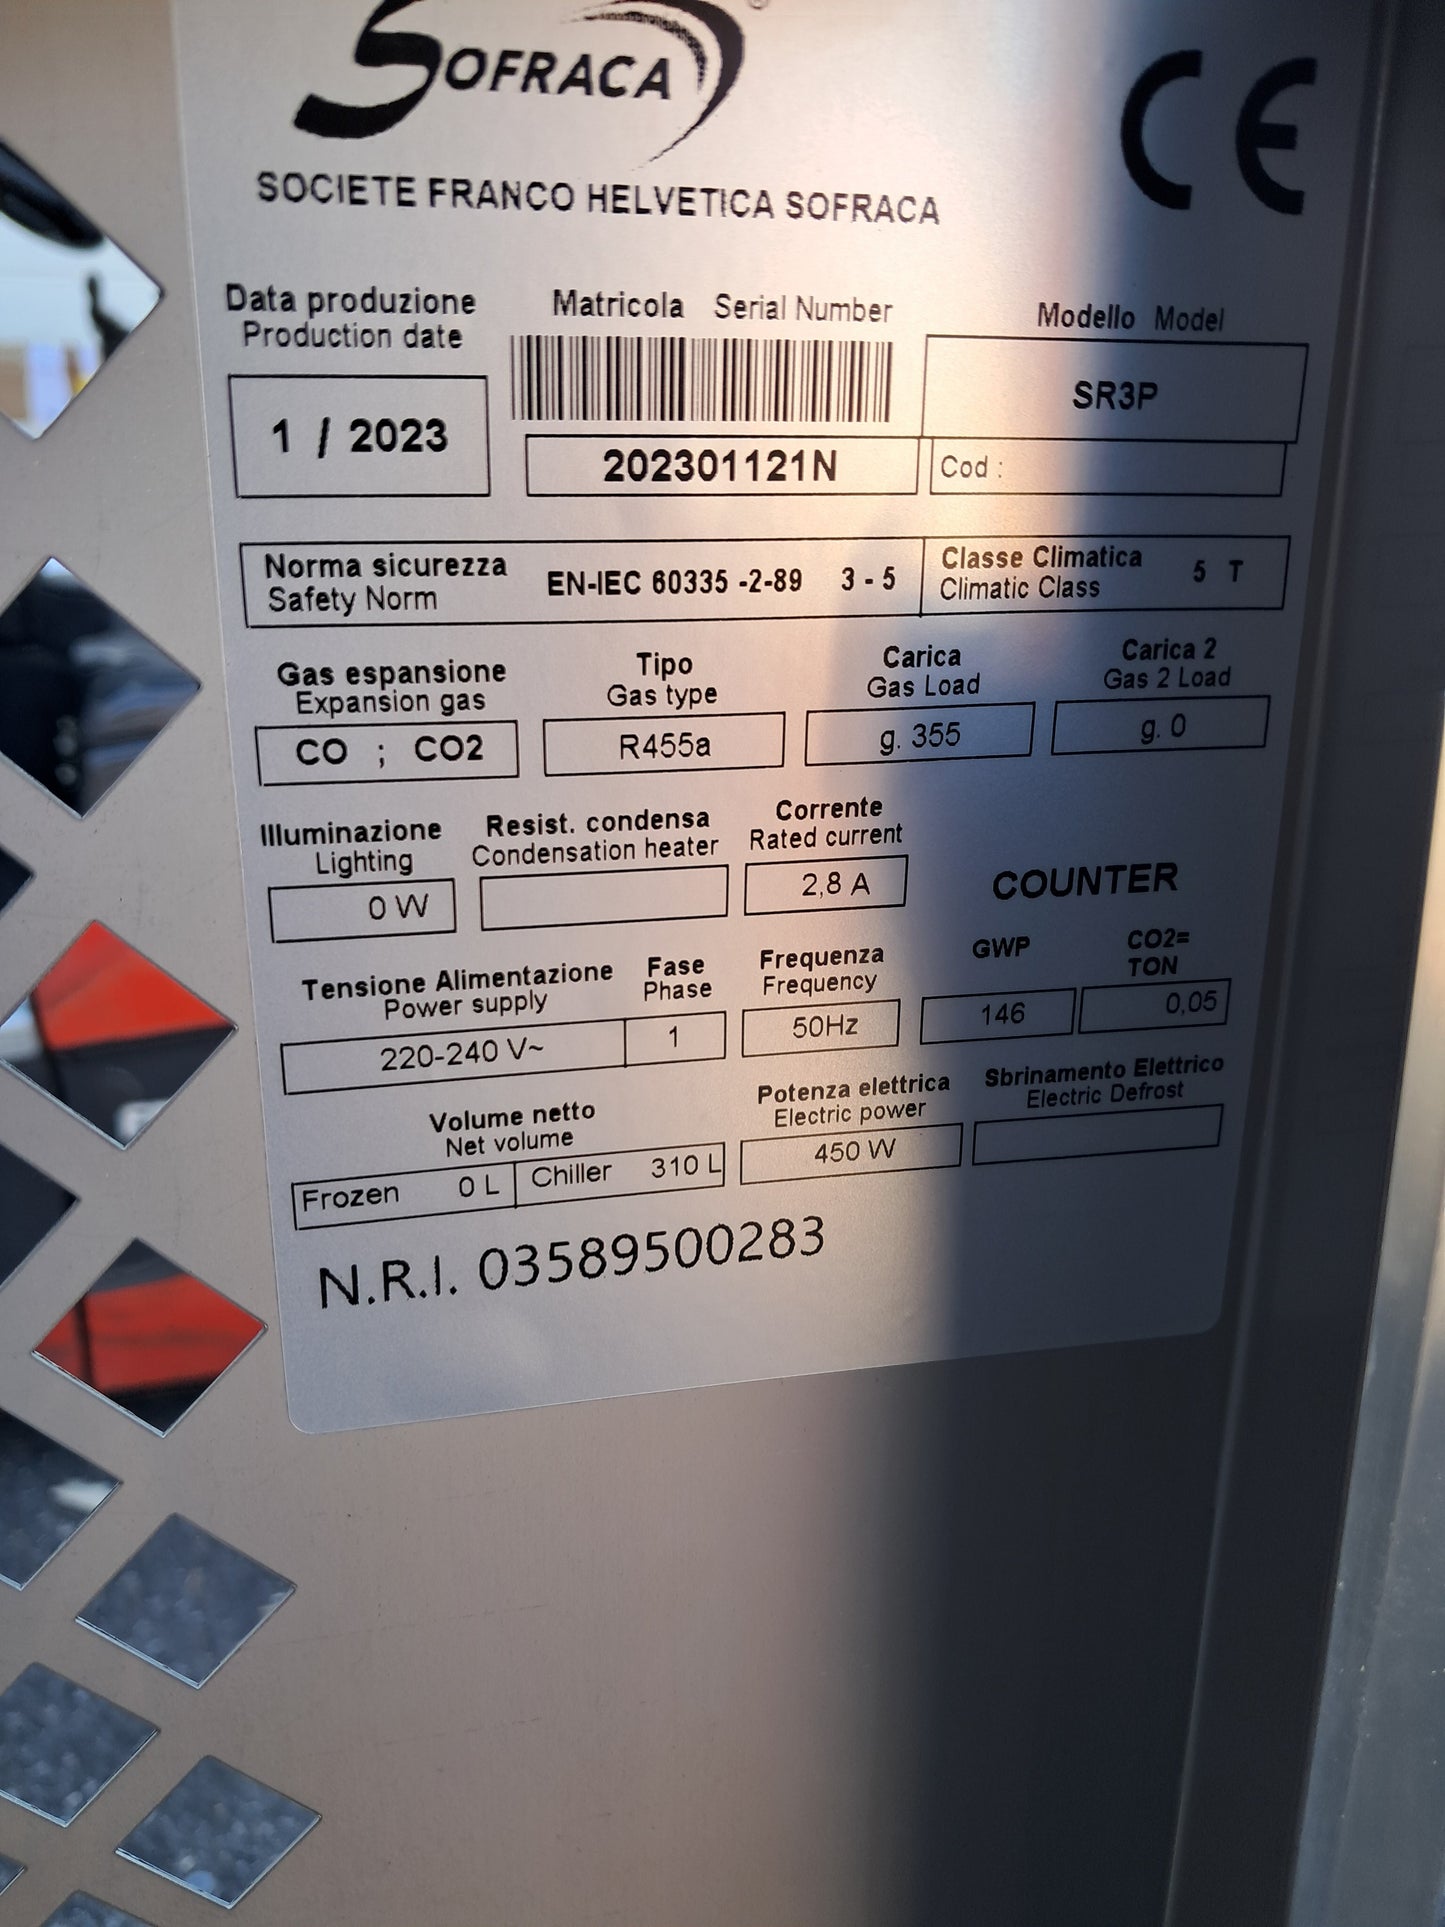 SOFRACA
CE
SOCIETE FRANCO HELVETICA SOFRACA
Data produzione
Production date
1 / 2023
Matricola Serial Number
202301121N
Modello Model
SR3P
Cod :
Norma sicurezza
Safety Norm
EN-IEC 60335 -2-89 3 - 5
Classe Climatica
Climatic Class
5 T
Gas espansione
Expansion gas
CO ; CO2
Tipo
Gas type
R455a
Carica
Gas Load
g. 355
Carica 2
Gas 2 Load
g. 0
Illuminazione
Lighting
0 W
Resist. condensa
Condensation heater
Corrente
Rated current
2,8 A
COUNTER
Tensione Alimentazione
Power supply
220-240 V~
Fase
Phase
1
Frequenza
Frequency
50Hz
GWP
146
CO2=
TON
0,05
Volume netto
Net volume
Frozen 0 L
Chiller 310 L
Potenza elettrica
Electric power
450 W
Sbrinamento Elettrico
Electric Defrost
N.R.I. 03589500283